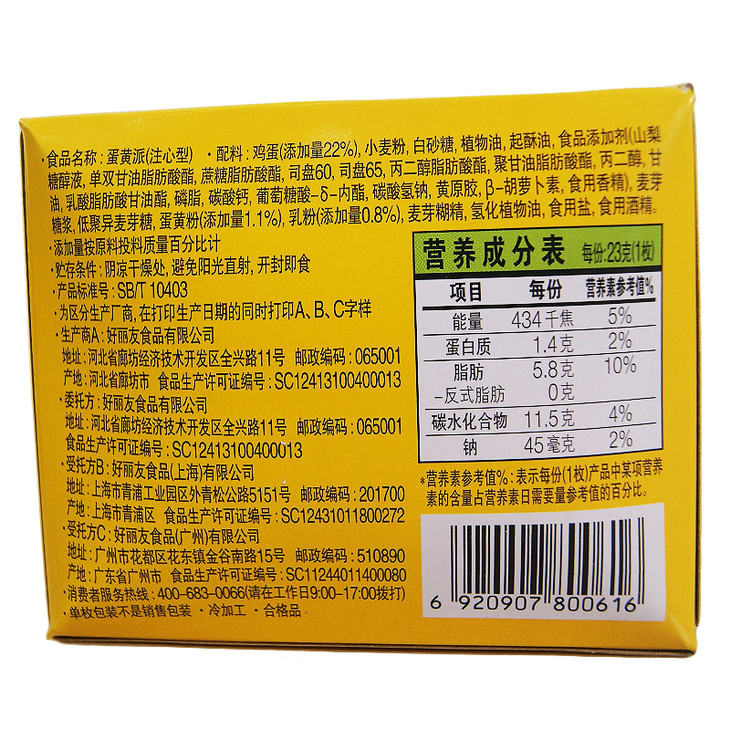 ·食品名称:蛋黄派(注心型) ·配料:鸡蛋(添加量22%),小麦粉,白砂糖,植物油,起酥油,食品添加剂(山梨
糖醇液,单双甘油脂肪酸酯,蔗糖脂肪酸酯,司盘60,司盘65,丙二醇脂肪酸酯,聚甘油脂肪酸酯,丙二醇,甘
油,乳酸脂肪酸甘油酯,磷脂,碳酸钙,葡萄糖酸-δ-内酯,碳酸氢钠,黄原胶,β-胡萝卜素,食用香精),麦芽
糖浆,低聚异麦芽糖,蛋黄粉(添加量1.1%),乳粉(添加量0.8%),麦芽糊精,氢化植物油,食用盐,食用酒精。
·添加量按原料投料质量百分比计
·贮存条件:阴凉干燥处,避免阳光直射,开封即食
·产品标准号:SB/T 10403
·为区分生产厂商,在打印生产日期的同时打印A、B、C字样
·生产商A:好丽友食品有限公司
地址:河北省廊坊经济技术开发区全兴路11号 邮政编码:065001
产地:河北省廊坊市 食品生产许可证编号:SC12413100400013
·委托方:好丽友食品有限公司
地址:河北省廊坊经济技术开发区全兴路11号 邮政编码:065001
食品生产许可证编号:SC12413100400013
·受托方B:好丽友食品(上海)有限公司
地址:上海市青浦工业园区外青松公路5151号 邮政编码:201700
产地:上海市青浦区 食品生产许可证编号:SC12431011800272
·受托方C:好丽友食品(广州)有限公司
地址:广州市花都区花东镇金谷南路15号 邮政编码:510890
产地:广东省广州市 食品生产许可证编号:SC11244011400080
·消费者服务热线:400-683-0066(请在工作日9:00-17:00拨打)
·单枚包装不是销售包装 ·冷加工 ·合格品
营养成分表 每份:23克(1枚)
项目 每份 营养素参考值%
能量 434千焦 5%
蛋白质 1.4克 2%
脂肪 5.8克 10%
-反式脂肪 0克
碳水化合物 11.5克 4%
钠 45毫克 2%
*营养素参考值%:表示每份(1枚)产品中某项营养
素的含量占营养素日需要量参考值的百分比。
6 920907 800616